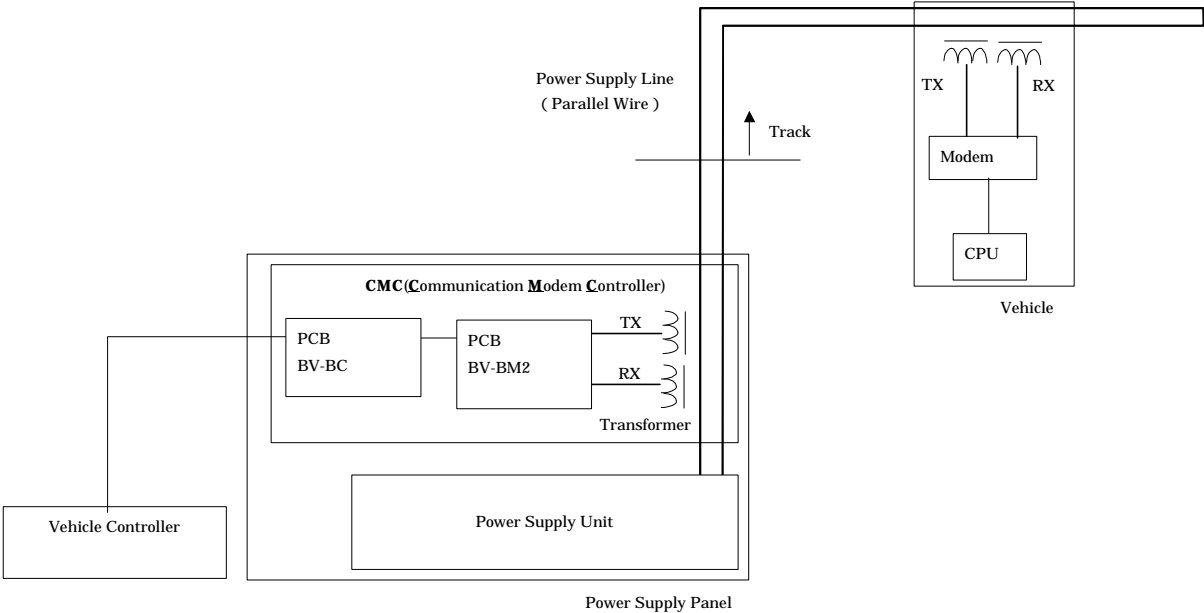 Power Supply Line
( Parallel Wire )
Track
TX
RX
Modem
CPU
Vehicle
CMC(Communication Modem Controller)
PCB
BV-BC
PCB
BV-BM2
TX
RX
Transformer
Vehicle Controller
Power Supply Unit
Power Supply Panel